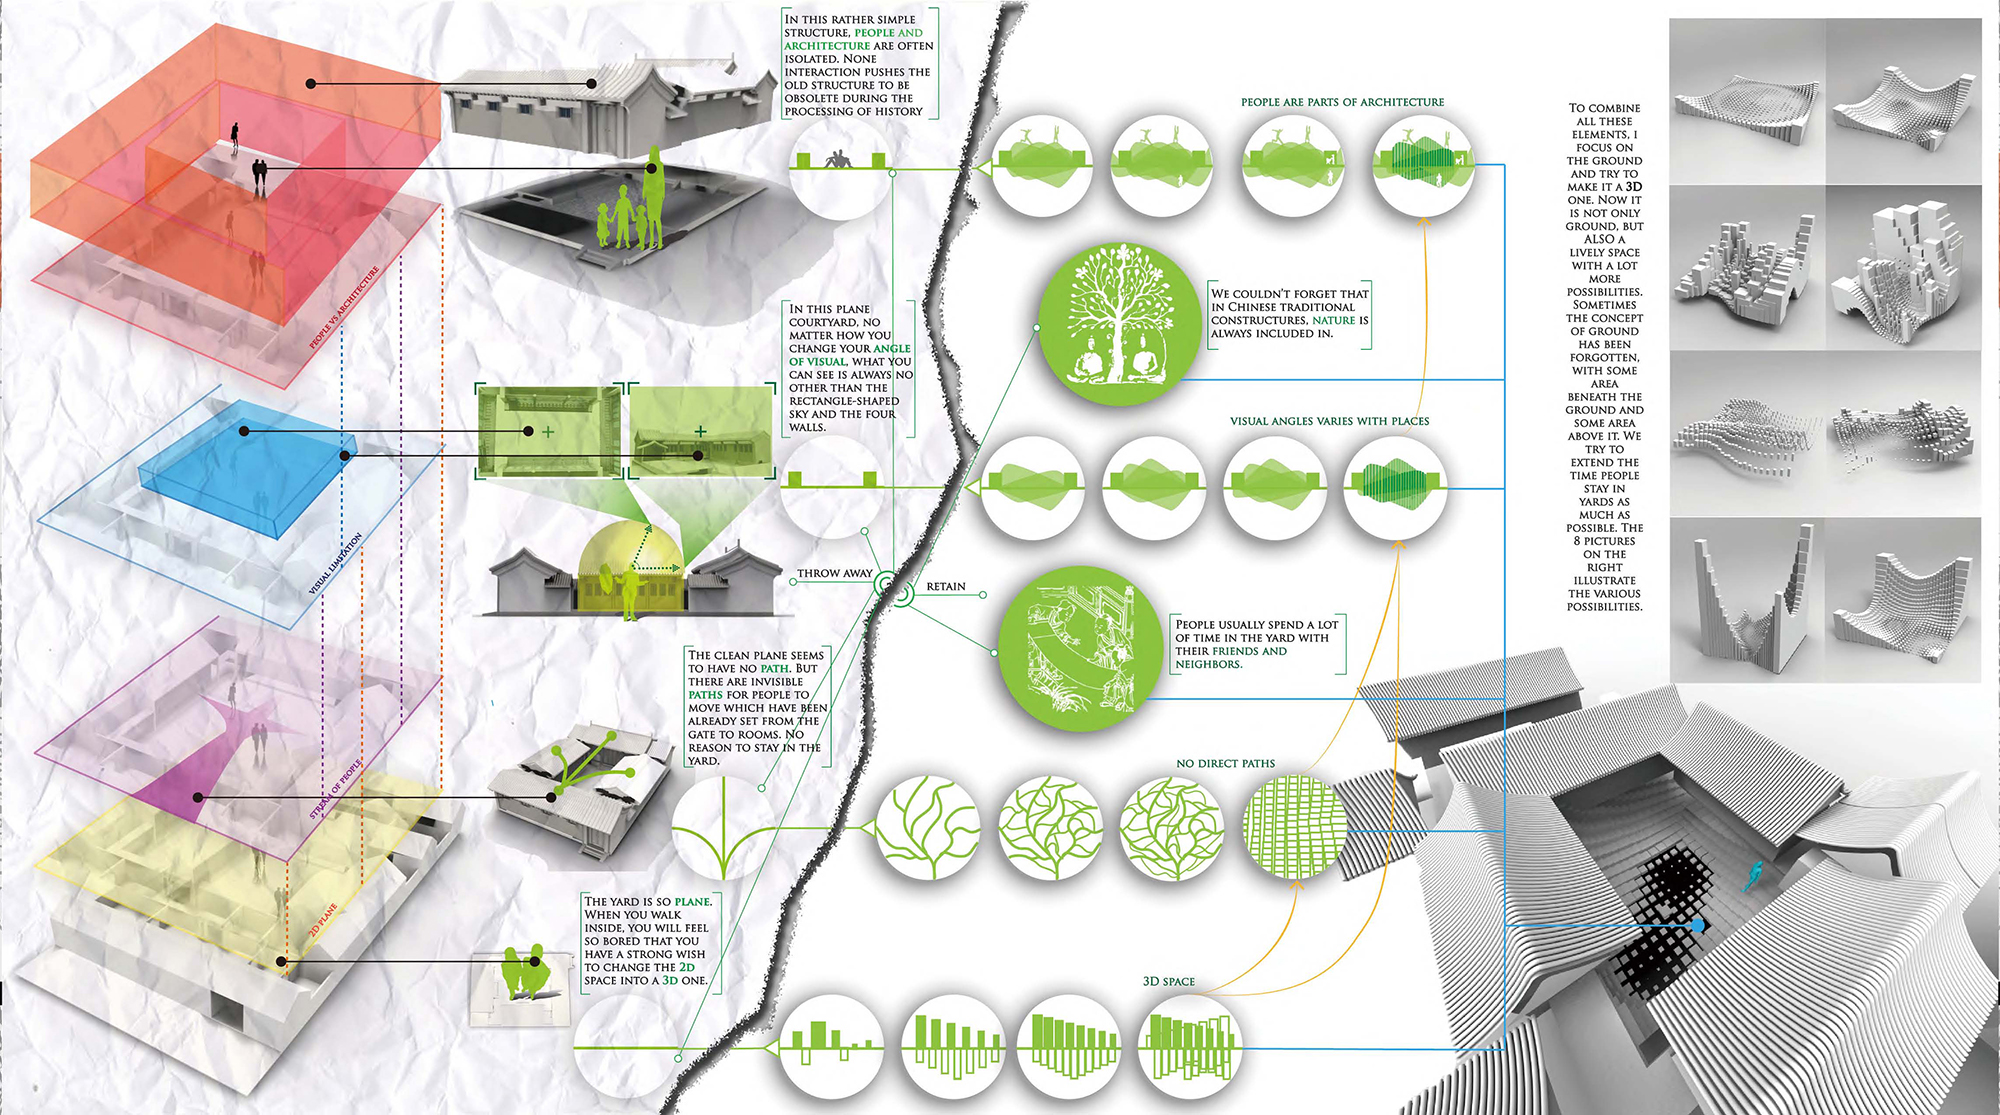 IN THIS RATHER SIMPLE
STRUCTURE, PEOPLE AND
ARCHITECTURE ARE OFTEN
ISOLATED. NONE
INTERACTION PUSHES THE
OLD STRUCTURE TO BE
OBSOLETE DURING THE
PROCESSING OF HISTORY
PEOPLE VS ARCHITECTURE
IN THIS PLANE
COURTYARD, NO
MATTER HOW YOU
CHANGE YOUR ANGLE
OF VISUAL, WHAT YOU
CAN SEE IS ALWAYS NO
OTHER THAN THE
RECTANGLE-SHAPED
SKY AND THE FOUR
WALLS.
VISUAL LIMSTATION
THROW AWAY
RETAIN
THE CLEAN PLANE SEEMS
TO HAVE NO PATH. BUT
THERE ARE INVISIBLE
PATHS FOR PEOPLE TO
MOVE WHICH HAVE BEEN
ALREADY SET FROM THE
GATE TO ROOMS. NO
REASON TO STAY IN THE
YARD.
STREAM OF PEOPLE
THE YARD IS SO PLANE.
WHEN YOU WALK
INSIDE, YOU WILL FEEL
SO BORED THAT YOU
HAVE A STRONG WISH
TO CHANGE THE 2D
SPACE INTO A 3D ONE.
2D PLANE
PEOPLE ARE PARTS OF ARCHITECTURE
WE COULDN'T FORGET THAT
IN CHINESE TRADITIONAL
CONSTRUCTURES, NATURE IS
ALWAYS INCLUDED IN.
VISUAL ANGLES VARIES WITH PLACES
PEOPLE USUALLY SPEND A LOT
OF TIME IN THE YARD WITH
THEIR FRIENDS AND
NEIGHBORS.
NO DIRECT PATHS
3D SPACE
TO COMBINE
ALL THESE
ELEMENTS, I
FOCUS ON
THE GROUND
AND TRY TO
MAKE IT A 3D
ONE. NOW IT
IS NOT ONLY
GROUND, BUT
ALSO A
LIVELY SPACE
WITH A LOT
MORE
POSSIBILITIES.
SOMETIMES
THE CONCEPT
OF GROUND
HAS BEEN
FORGOTTEN,
WITH SOME
AREA
BENEATH THE
GROUND AND
SOME AREA
ABOVE IT. WE
TRY TO
EXTEND THE
TIME PEOPLE
STAY IN
YARDS AS
MUCH AS
POSSIBLE. THE
8 PICTURES
ON THE
RIGHT
ILLUSTRATE
THE VARIOUS
POSSIBILITIES.